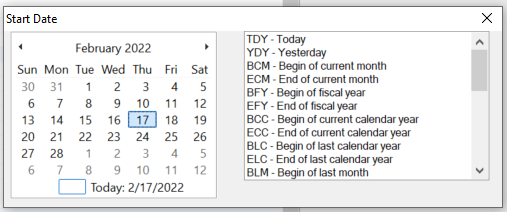 Start Date
February 2022
Sun Mon Tue Wed Thu Fri Sat
30 31 1 2 3 4 5
6 7 8 9 10 11 12
13 14 15 16 17 18 19
20 21 22 23 24 25 26
27 28 1 2 3 4 5
6 7 8 9 10 11 12
Today: 2/17/2022
TDY - Today
YDY - Yesterday
BCM - Begin of current month
ECM - End of current month
BFY - Begin of fiscal year
EFY - End of fiscal year
BCC - Begin of current calendar year
ECC - End of current calendar year
BLC - Begin of last calendar year
ELC - End of last calendar year
BLM - Begin of last month